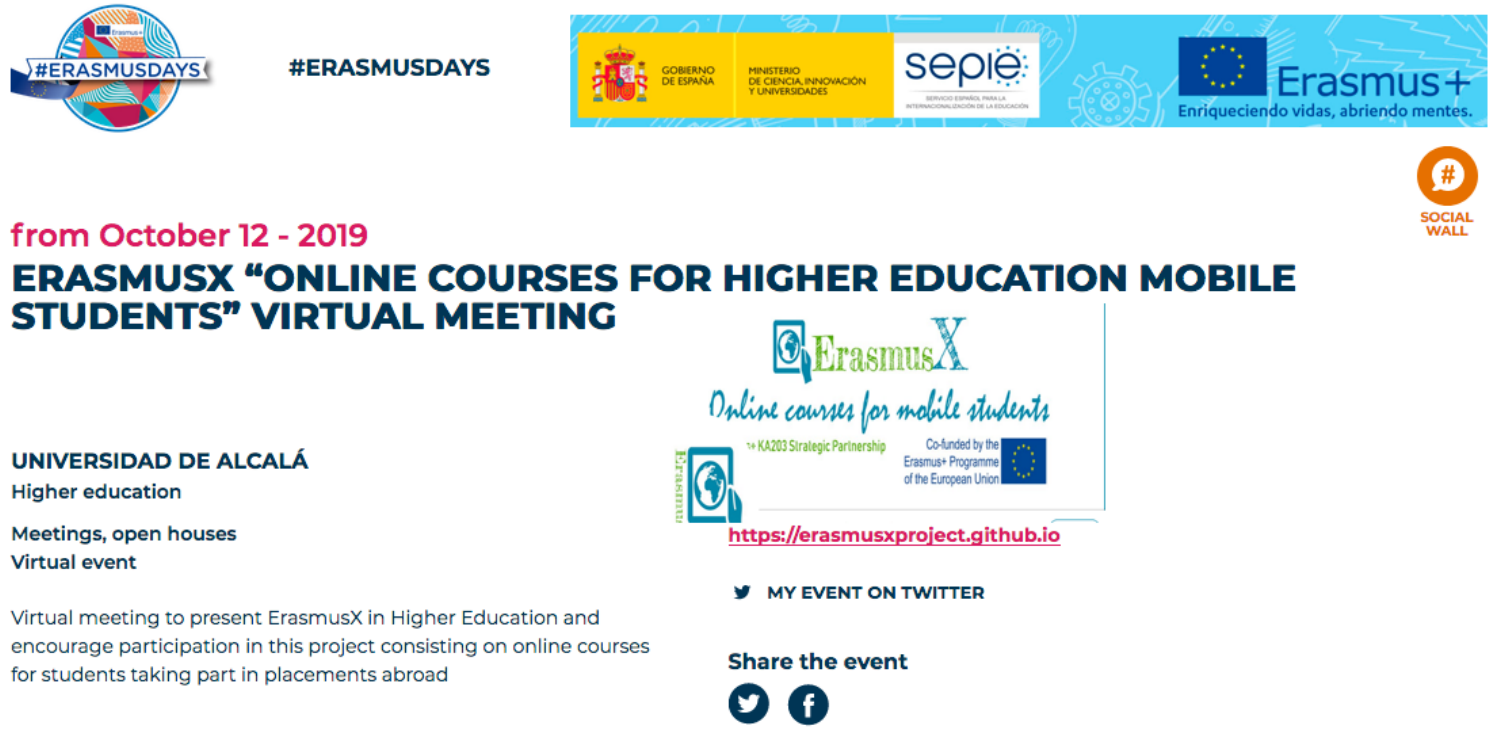 Erasmus+
#ERASMUSDAYS
#ERASMUSDAYS
GOBIERNO
DE ESPAÑA
MINISTERIO
DE CIENCIA, INNOVACIÓN
Y UNIVERSIDADES
sepie
SERVICIO ESPAÑOL PARA LA
INTERNACIONALIZACIÓN DE LA EDUCACIÓN
Erasmus+
Enriqueciendo vidas, abriendo mentes.
#
SOCIAL
WALL
from October 12 - 2019
ERASMUSX “ONLINE COURSES FOR HIGHER EDUCATION MOBILE
STUDENTS” VIRTUAL MEETING
ErasmusX
Online courses for mobile students
KA203 Strategic Partnership
Co-funded by the
Erasmus+ Programme
of the European Union
Erasmus
UNIVERSIDAD DE ALCALÁ
Higher education
Meetings, open houses
Virtual event
Virtual meeting to present ErasmusX in Higher Education and
encourage participation in this project consisting on online courses
for students taking part in placements abroad
https://erasmusxproject.github.io
MY EVENT ON TWITTER
Share the event